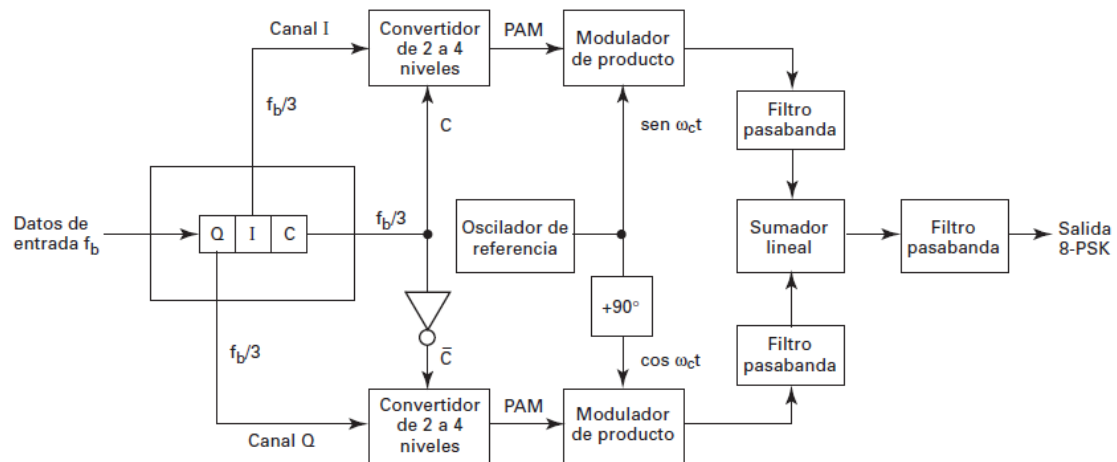 Canal I
Convertidor
de 2 a 4
niveles
PAM
Modulador
de producto
f_b/3
C
sen ω_ct
Filtro
pasabanda
Datos de
entrada f_b
Q I C
f_b/3
Oscilador de
referencia
Sumador
lineal
Filtro
pasabanda
Salida
8-PSK
+90°
f_b/3
C̅
cos ω_ct
Filtro
pasabanda
Canal Q
Convertidor
de 2 a 4
niveles
PAM
Modulador
de producto